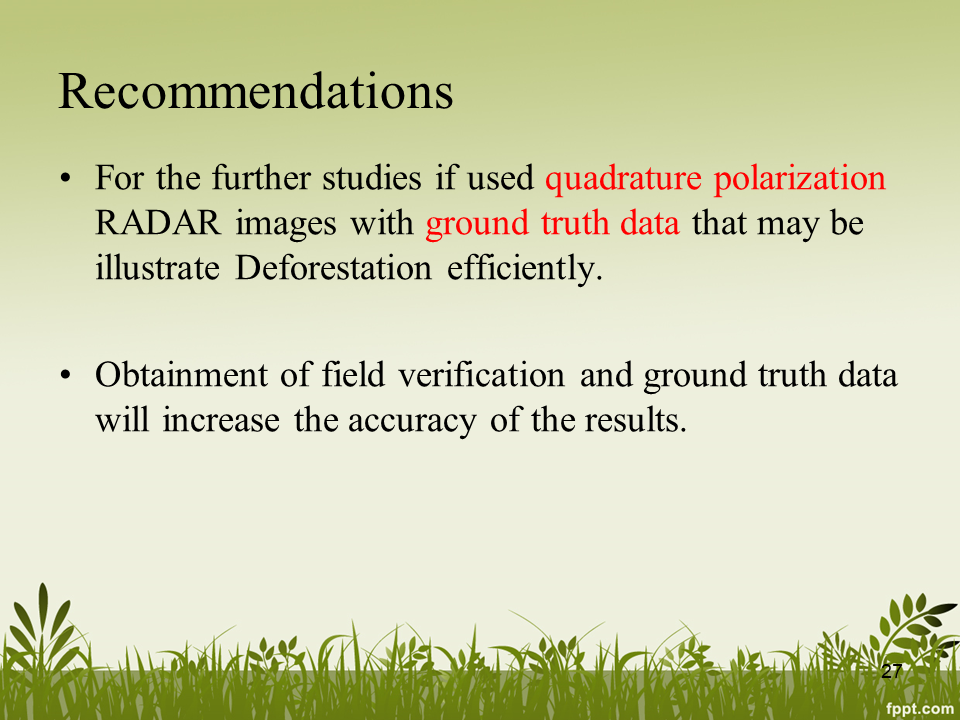 Recommendations
• For the further studies if used quadrature polarization
RADAR images with ground truth data that may be
illustrate Deforestation efficiently.
• Obtainment of field verification and ground truth data
will increase the accuracy of the results.
27
fppt.com